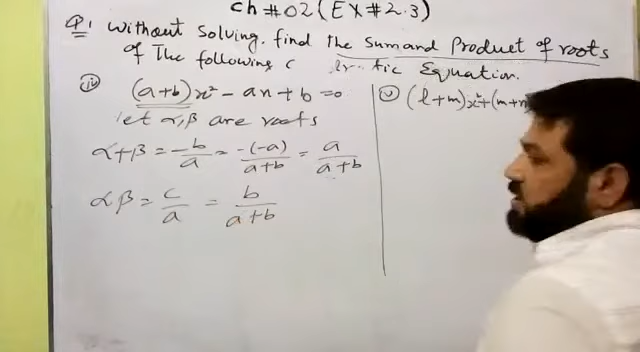 Ch # 02 (EX # 2.3)
Q.1 Without Solving, find the sum and Product of roots
of The following Equation.
iv (a+b)x² - ax + b = 0
let α,β are roots
α+β = -b/a = -(-a)/a+b = a/a+b
αβ = c/a = b/a+b
v (l+m)x²+(m+n